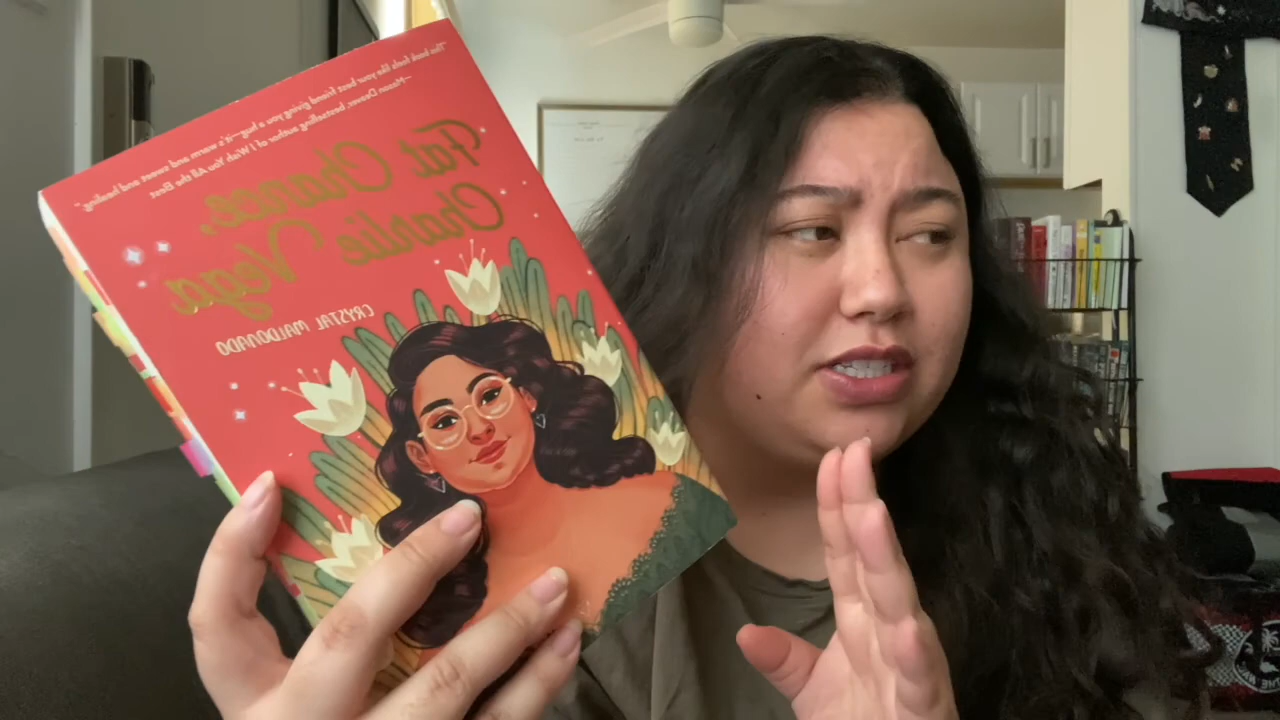 "This book feels like your best friend giving you a hug—it's warm and sweet and healing."
—Mason Deaver, bestselling author of I Wish You All the Best
Fat Chance,
Charlie Vega
CRYSTAL MALDONADO